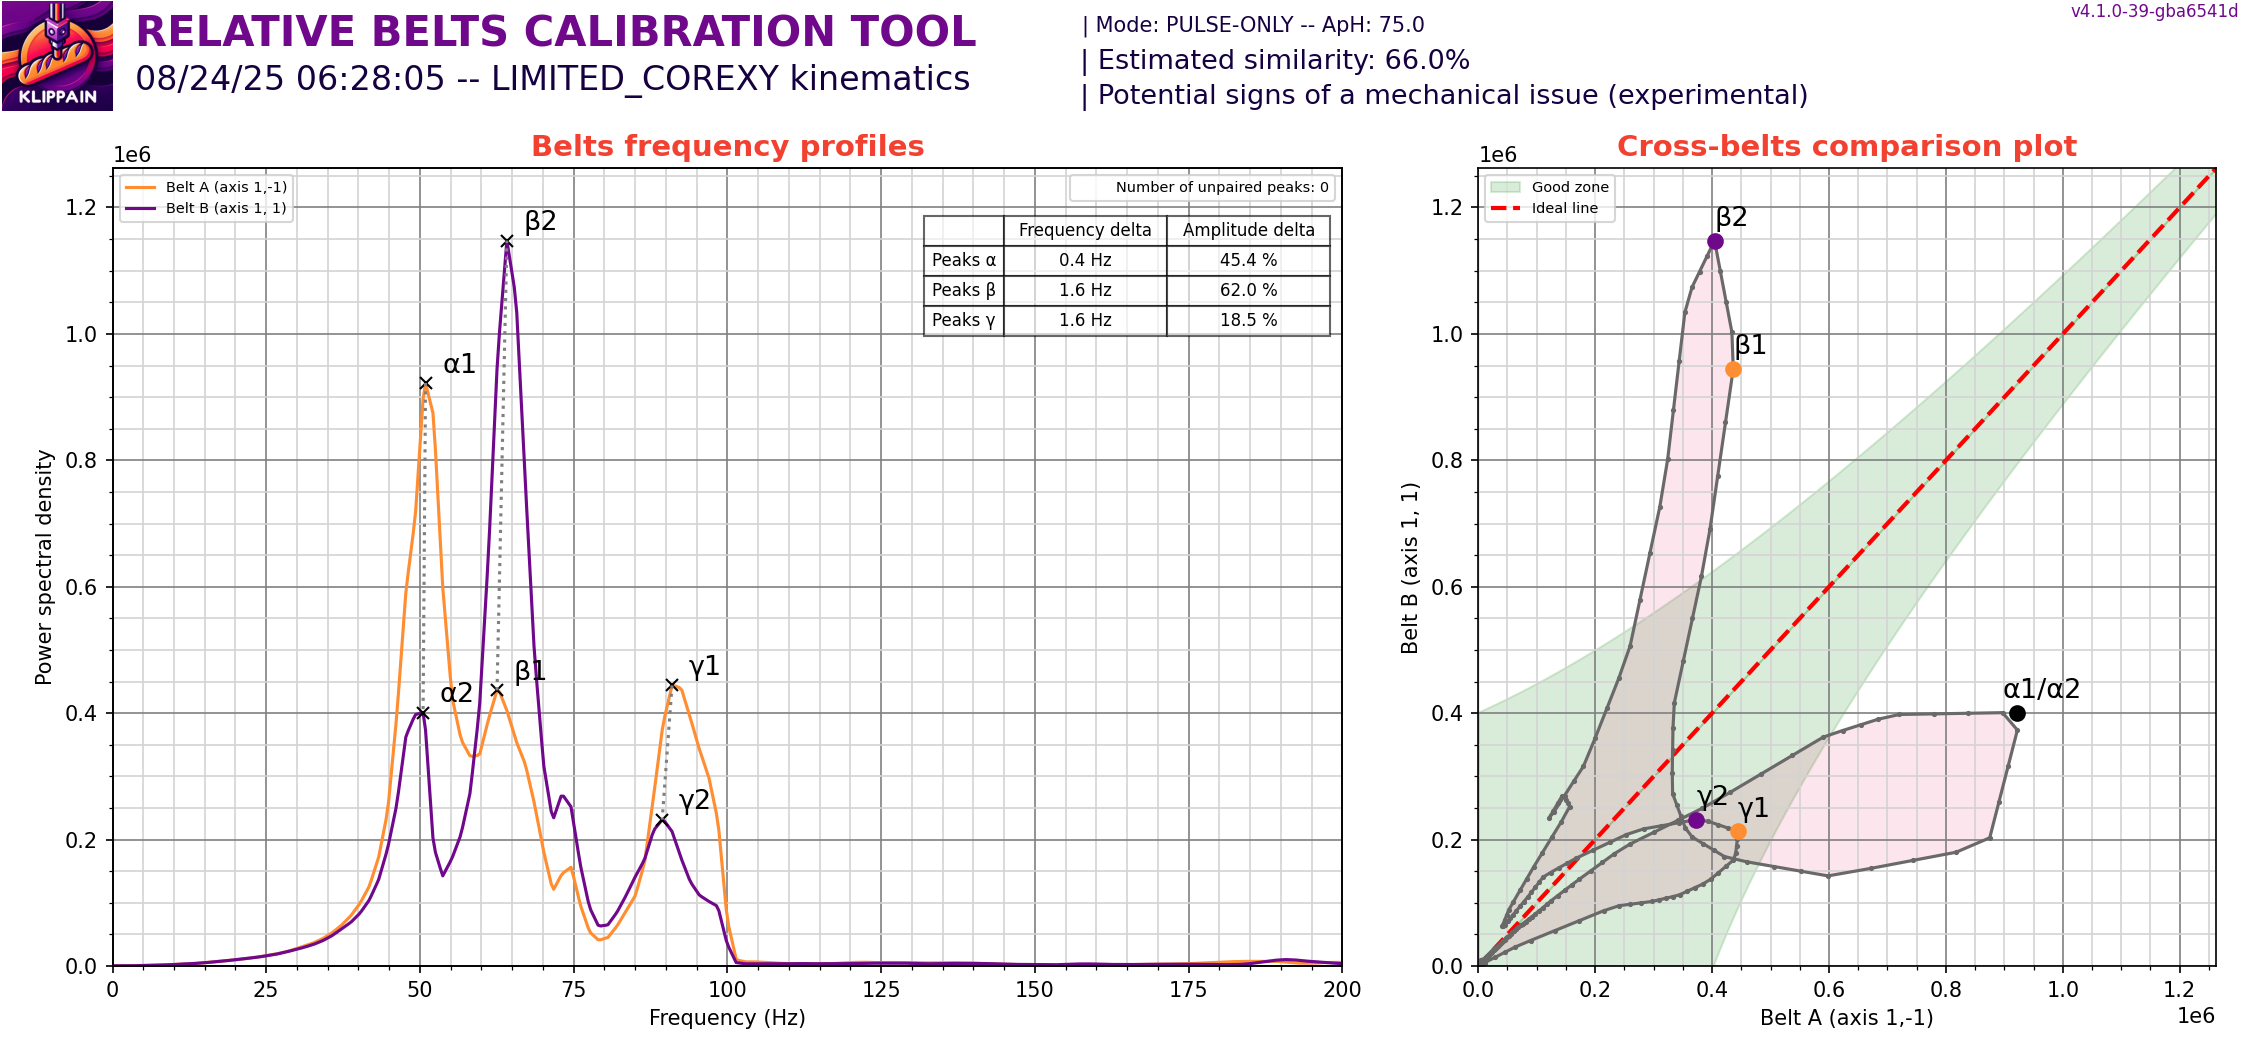 v4.1.0-39-gba6541d
KLIPPAIN
RELATIVE BELTS CALIBRATION TOOL
08/24/25 06:28:05 -- LIMITED_COREXY kinematics
| Mode: PULSE-ONLY -- ApH: 75.0
| Estimated similarity: 66.0%
| Potential signs of a mechanical issue (experimental)
Belts frequency profiles
1e6
Belt A (axis 1,-1)
Belt B (axis 1, 1)
Number of unpaired peaks: 0
Frequency delta Amplitude delta
Peaks α 0.4 Hz 45.4 %
Peaks β 1.6 Hz 62.0 %
Peaks γ 1.6 Hz 18.5 %
β2
α1
β1
α2
γ1
γ2
Power spectral density
1.2
1.0
0.8
0.6
0.4
0.2
0.0
0 25 50 75 100 125 150 175 200
Frequency (Hz)
Cross-belts comparison plot
1e6
Good zone
Ideal line
β2
β1
α1/α2
γ2
γ1
Belt B (axis 1, 1)
1.2
1.0
0.8
0.6
0.4
0.2
0.0
0.0 0.2 0.4 0.6 0.8 1.0 1.2
Belt A (axis 1,-1)
1e6